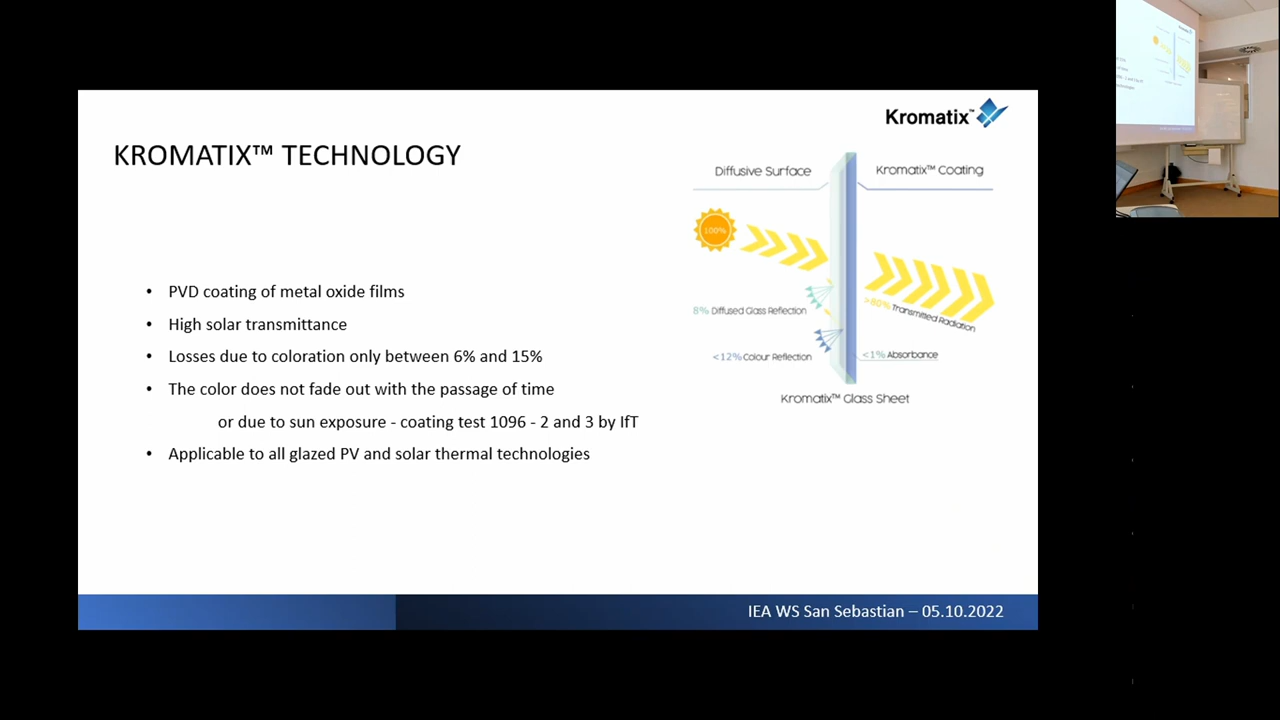 Kromatix™
KROMATIX™ TECHNOLOGY
Diffusive Surface
Kromatix™ Coating
100%
• PVD coating of metal oxide films
• High solar transmittance
• Losses due to coloration only between 6% and 15%
• The color does not fade out with the passage of time
or due to sun exposure - coating test 1096 - 2 and 3 by IfT
• Applicable to all glazed PV and solar thermal technologies
>80% Transmitted Radiation
8% Diffused Glass Reflection
<12% Colour Reflection
<1% Absorbance
Kromatix™ Glass Sheet
IEA WS San Sebastian – 05.10.2022